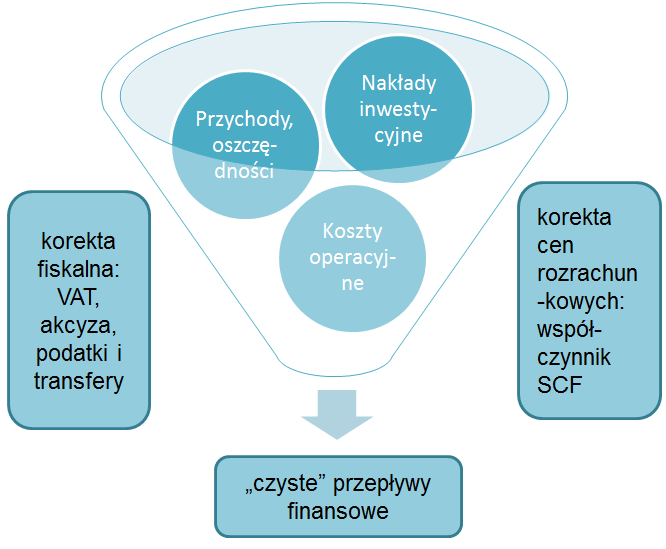 Przychody,
oszczę-
dności
Nakłady
inwesty-
cyjne
Koszty
operacyj-
ne
korekta
fiskalna:
VAT,
akcyza,
podatki i
transfery
korekta
cen
rozrachun
-kowych:
współ-
czynnik
SCF
„czyste” przepływy
finansowe